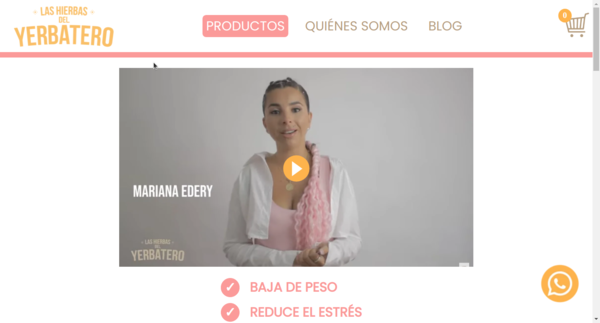 LAS HIERBAS
DEL
YERBATERO
PRODUCTOS
QUIÉNES SOMOS
BLOG
0
MARIANA EDERY
LAS HIERBAS
DEL
YERBATERO
BAJA DE PESO
REDUCE EL ESTRÉS